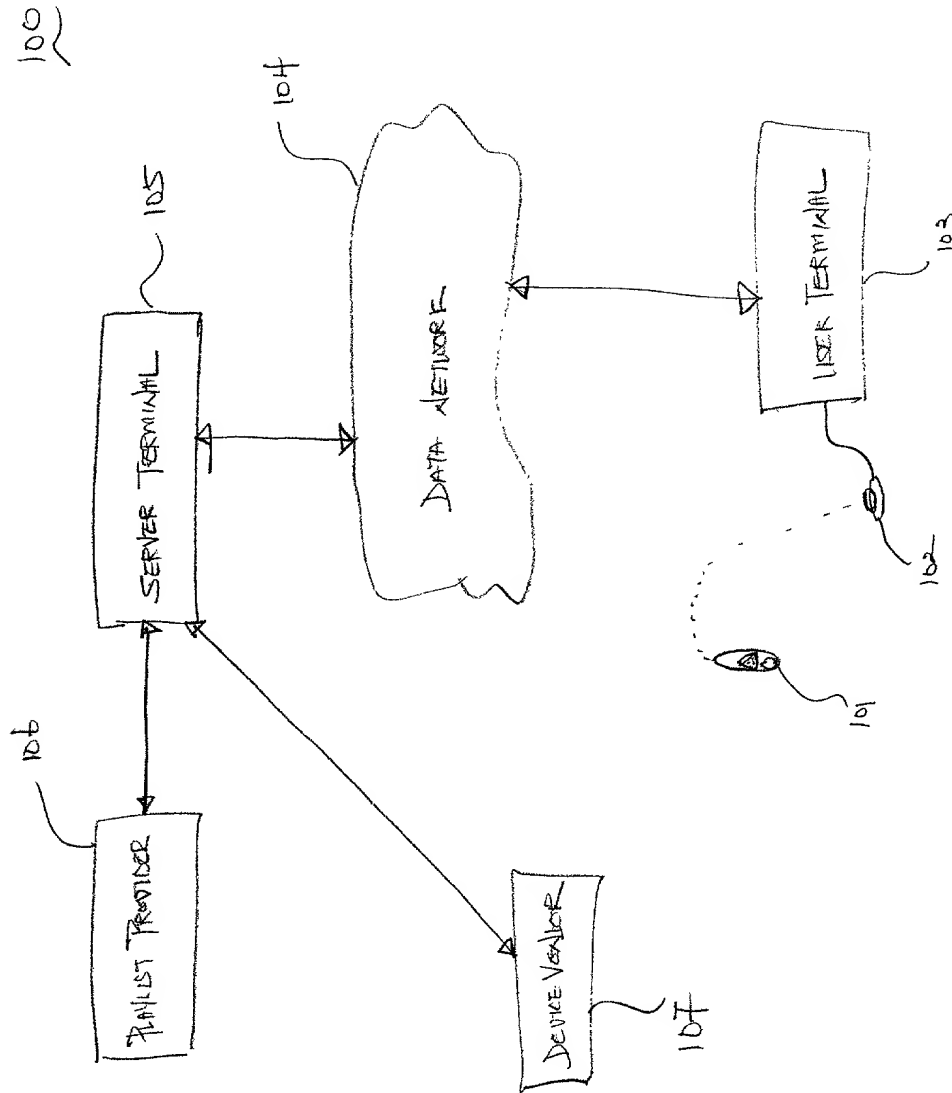 100
106
PLAYLIST PROVIDER
SERVER TERMINAL
105
104
DATA NETWORK
DEVICE VENDOR
107
USER TERMINAL
101
102
103